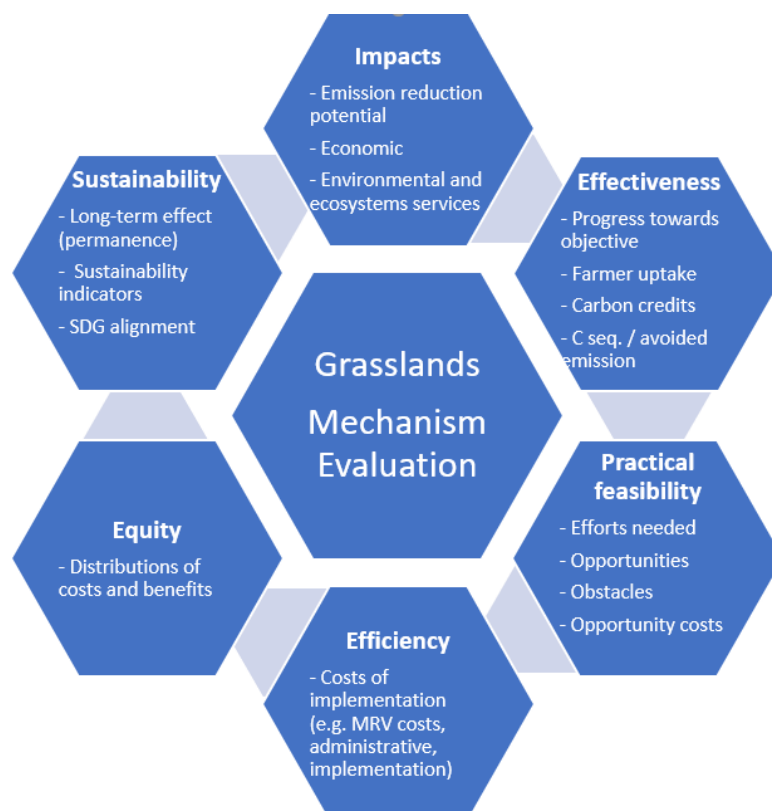 Impacts
- Emission reduction
potential
- Economic
- Environmental and
ecosystems services
Effectiveness
- Progress towards
objective
- Farmer uptake
- Carbon credits
- C seq. / avoided
emission
Practical
feasibility
- Efforts needed
- Opportunities
- Obstacles
- Opportunity costs
Efficiency
- Costs of
implementation
(e.g. MRV costs,
administrative,
implementation)
Equity
- Distributions of
costs and benefits
Sustainability
- Long-term effect
(permanence)
- Sustainability
indicators
- SDG alignment
Grasslands
Mechanism
Evaluation